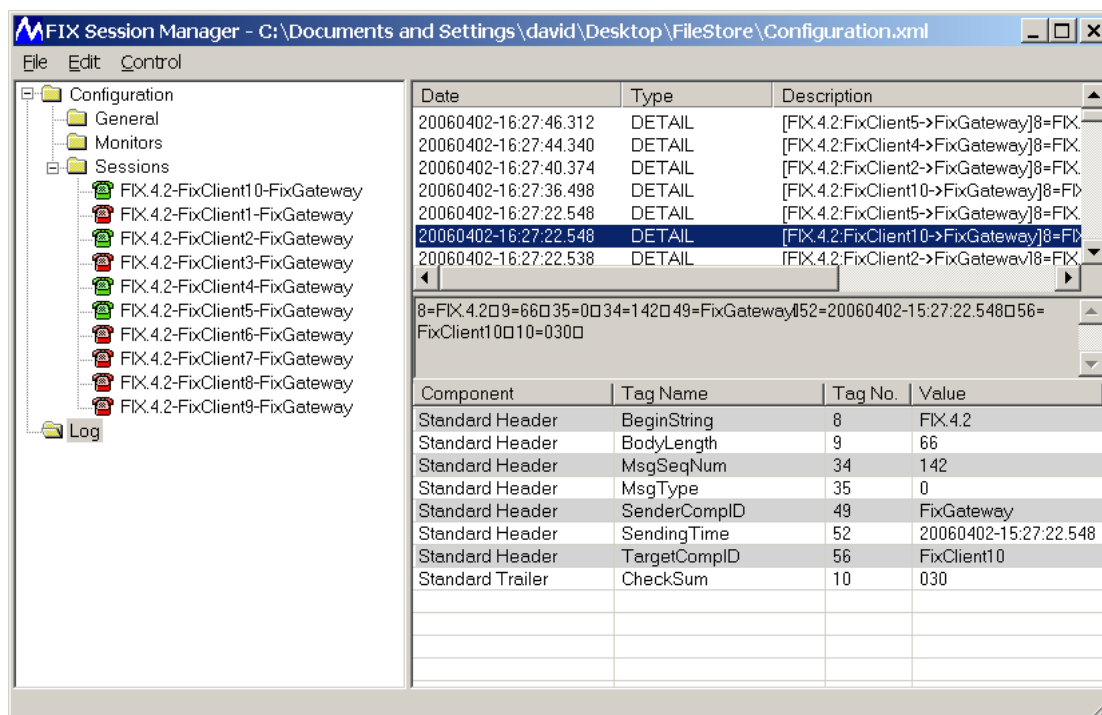 FIX Session Manager - C:\Documents and Settings\david\Desktop\FileStore\Configuration.xml
File Edit Control
Configuration
General
Monitors
Sessions
FIX.4.2-FixClient10-FixGateway
FIX.4.2-FixClient1-FixGateway
FIX.4.2-FixClient2-FixGateway
FIX.4.2-FixClient3-FixGateway
FIX.4.2-FixClient4-FixGateway
FIX.4.2-FixClient5-FixGateway
FIX.4.2-FixClient6-FixGateway
FIX.4.2-FixClient7-FixGateway
FIX.4.2-FixClient8-FixGateway
FIX.4.2-FixClient9-FixGateway
Log
Date Type Description
20060402-16:27:46.312 DETAIL [FIX.4.2:FixClient5->FixGateway]8=FIX.
20060402-16:27:44.340 DETAIL [FIX.4.2:FixClient4->FixGateway]8=FIX.
20060402-16:27:40.374 DETAIL [FIX.4.2:FixClient2->FixGateway]8=FIX.
20060402-16:27:36.498 DETAIL [FIX.4.2:FixClient10->FixGateway]8=FIX
20060402-16:27:22.548 DETAIL [FIX.4.2:FixClient5->FixGateway]8=FIX.
20060402-16:27:22.548 DETAIL [FIX.4.2:FixClient10->FixGateway]8=FIX
20060402-16:27:22.538 DETAIL [FIX.4.2:FixClient2->FixGateway]8=FIX.
8=FIX.4.2□9=66□35=0□34=142□49=FixGateway□52=20060402-15:27:22.548□56=
FixClient10□10=030□
Component Tag Name Tag No. Value
Standard Header BeginString 8 FIX.4.2
Standard Header BodyLength 9 66
Standard Header MsgSeqNum 34 142
Standard Header MsgType 35 0
Standard Header SenderCompID 49 FixGateway
Standard Header SendingTime 52 20060402-15:27:22.548
Standard Header TargetCompID 56 FixClient10
Standard Trailer CheckSum 10 030